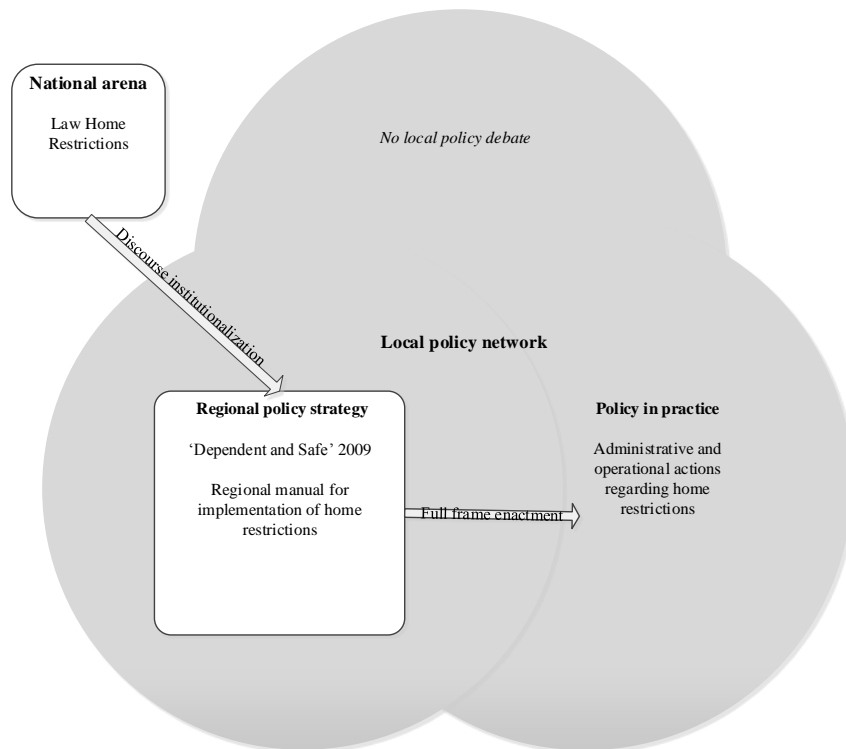 National arena
Law Home
Restrictions
No local policy debate
Discourse institutionalization
Local policy network
Regional policy strategy
‘Dependent and Safe’ 2009
Regional manual for
implementation of home
restrictions
Full frame enactment
Policy in practice
Administrative and
operational actions
regarding home
restrictions